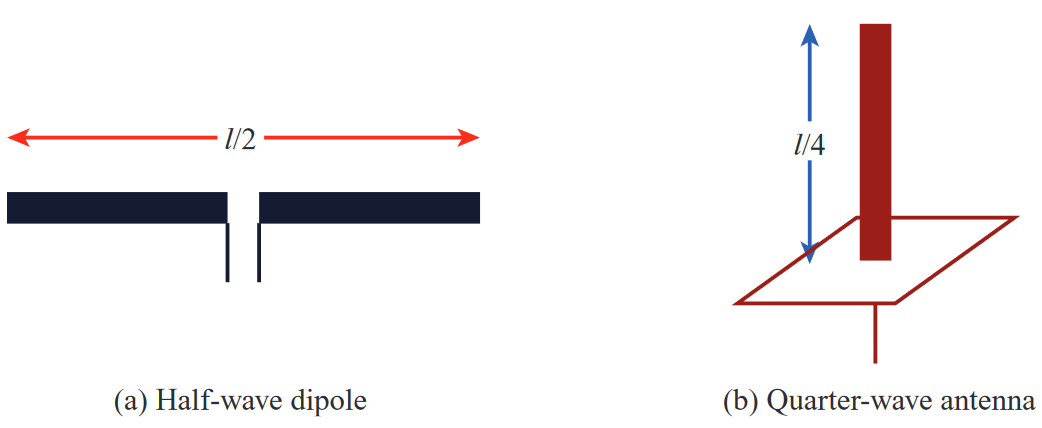 l/2
l/4
(a) Half-wave dipole
(b) Quarter-wave antenna